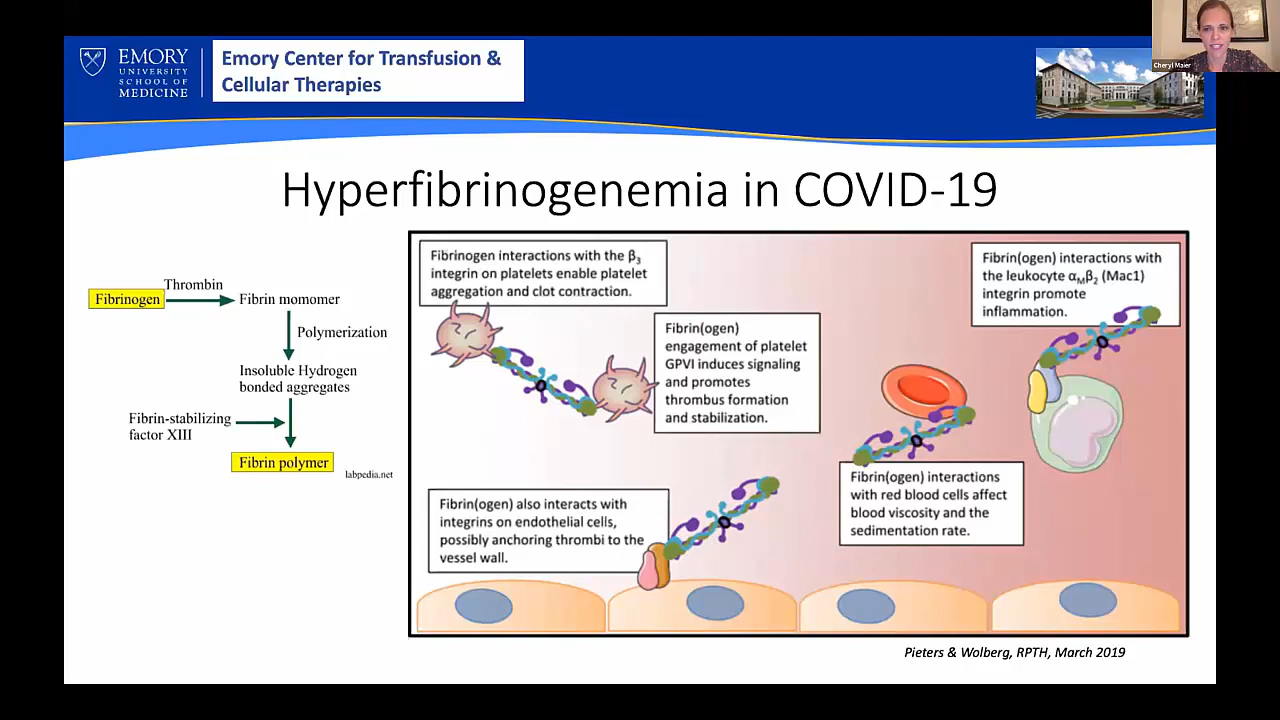 EMORY
UNIVERSITY
SCHOOL OF
MEDICINE
Emory Center for Transfusion &
Cellular Therapies
Cheryl Maier
Hyperfibrinogenemia in COVID-19
Thrombin
Fibrinogen
Fibrin momomer
Polymerization
Insoluble Hydrogen
bonded aggregates
Fibrin-stabilizing
factor XIII
Fibrin polymer
labpedia.net
Fibrinogen interactions with the β3
integrin on platelets enable platelet
aggregation and clot contraction.
Fibrin(ogen)
engagement of platelet
GPVI induces signaling
and promotes
thrombus formation
and stabilization.
Fibrin(ogen) interactions with
the leukocyte αMβ2 (Mac1)
integrin promote
inflammation.
Fibrin(ogen) also interacts with
integrins on endothelial cells,
possibly anchoring thrombi to the
vessel wall.
Fibrin(ogen) interactions
with red blood cells affect
blood viscosity and the
sedimentation rate.
Pieters & Wolberg, RPTH, March 2019